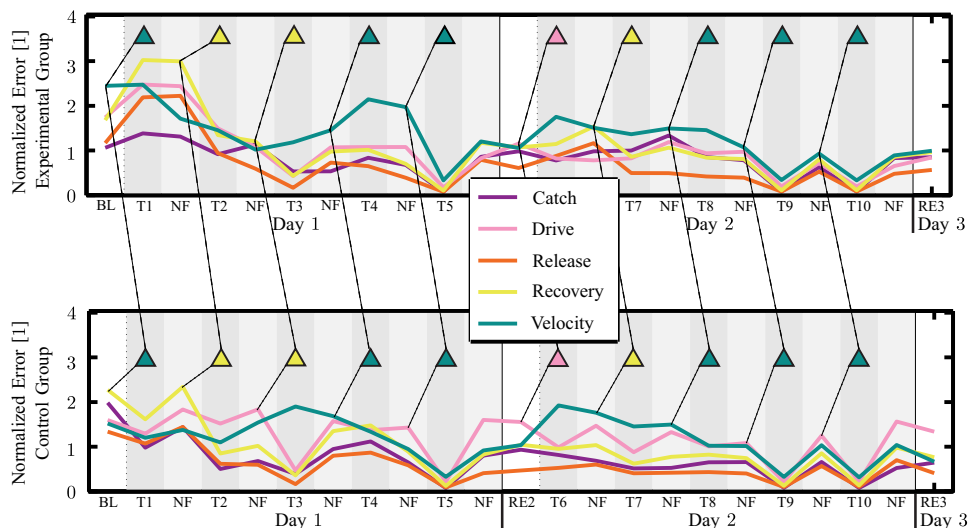 Normalized Error [1]
Experimental Group
4
3
2
1
0
BL T1 NF T2 NF T3 NF T4 NF T5 T7 NF T8 NF T9 NF T10 NF RE3
Day 1 Day 2 Day 3
Catch
Drive
Release
Recovery
Velocity
Normalized Error [1]
Control Group
4
3
2
1
0
BL T1 NF T2 NF T3 NF T4 NF T5 NF RE2 T6 NF T7 NF T8 NF T9 NF T10 NF RE3
Day 1 Day 2 Day 3